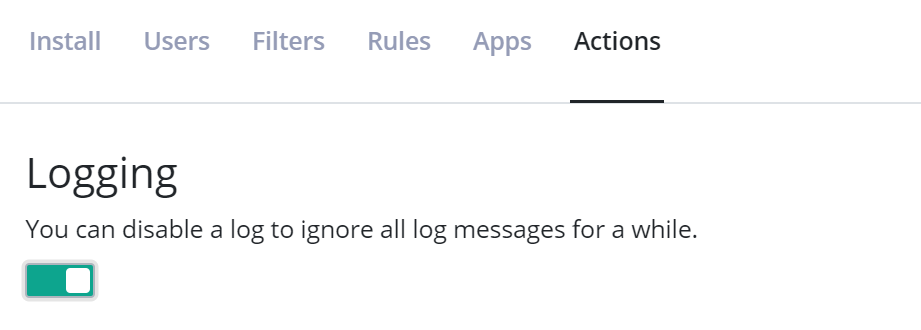 Install Users Filters Rules Apps Actions
Logging
You can disable a log to ignore all log messages for a while.